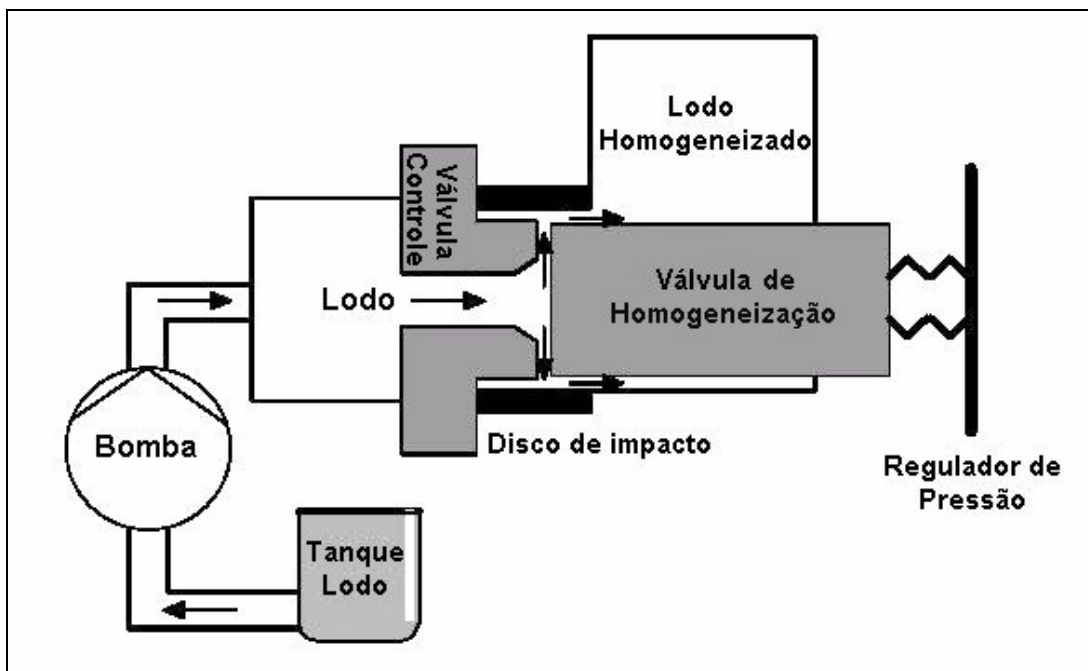 Lodo
Homogeneizado
Válvula
Controle
Lodo
Válvula de
Homogeneização
Bomba
Disco de impacto
Regulador de
Pressão
Tanque
Lodo